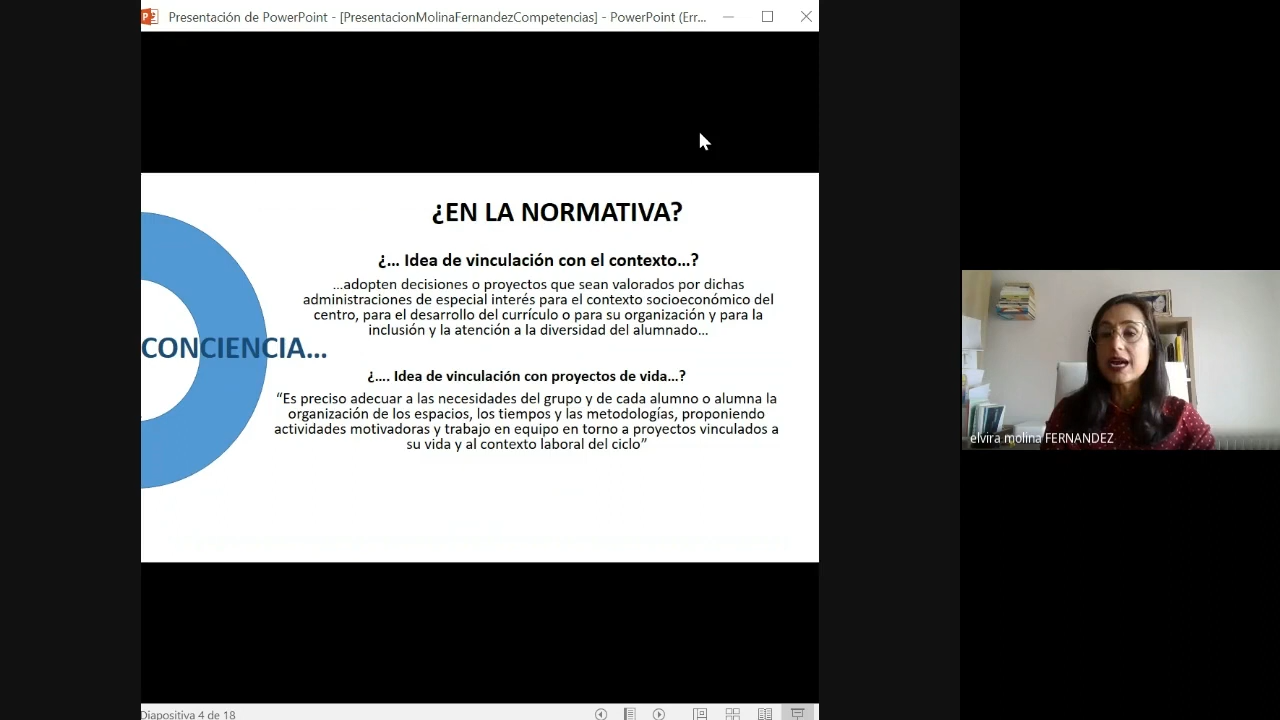 Presentación de PowerPoint - [PresentacionMolinaFernandezCompetencias] - PowerPoint (Err...
¿EN LA NORMATIVA?
¿... Idea de vinculación con el contexto...?
...adopten decisiones o proyectos que sean valorados por dichas
administraciones de especial interés para el contexto socioeconómico del
centro, para el desarrollo del currículo o para su organización y para la
inclusión y la atención a la diversidad del alumnado...
CONCIENCIA...
¿.... Idea de vinculación con proyectos de vida...?
“Es preciso adecuar a las necesidades del grupo y de cada alumno o alumna la
organización de los espacios, los tiempos y las metodologías, proponiendo
actividades motivadoras y trabajo en equipo en torno a proyectos vinculados a
su vida y al contexto laboral del ciclo”
elvira molina FERNANDEZ
Diapositiva 4 de 18